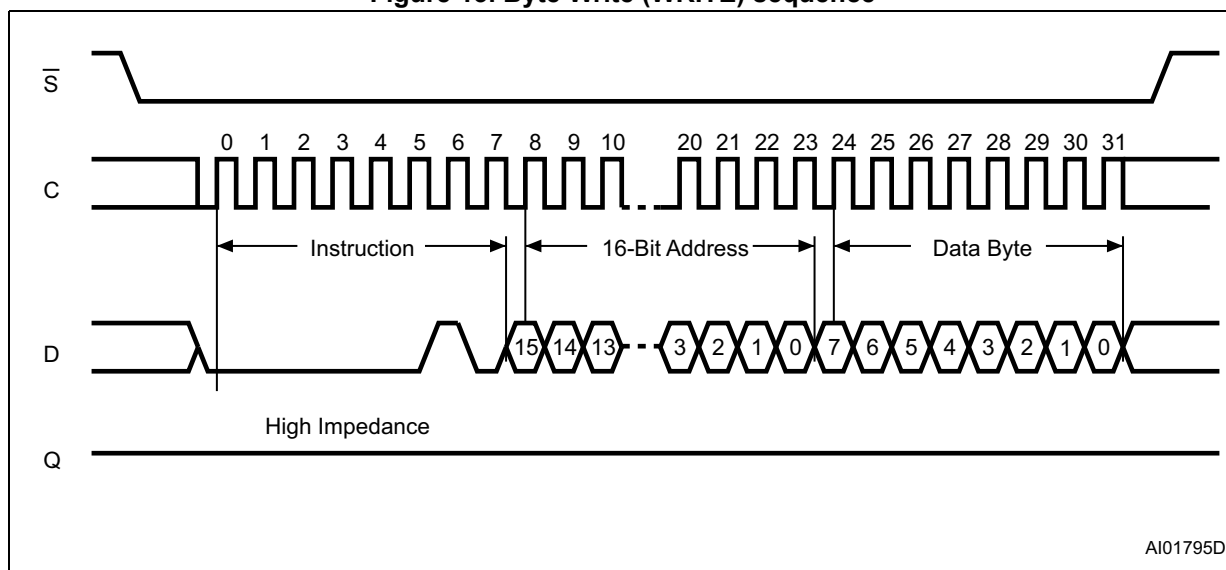 Figure 13. Byte Write (WRITE) sequence
S
0 1 2 3 4 5 6 7 8 9 10 20 21 22 23 24 25 26 27 28 29 30 31
C
Instruction 16-Bit Address Data Byte
D 15 14 13 3 2 1 0 7 6 5 4 3 2 1 0
High Impedance
Q
AI01795D